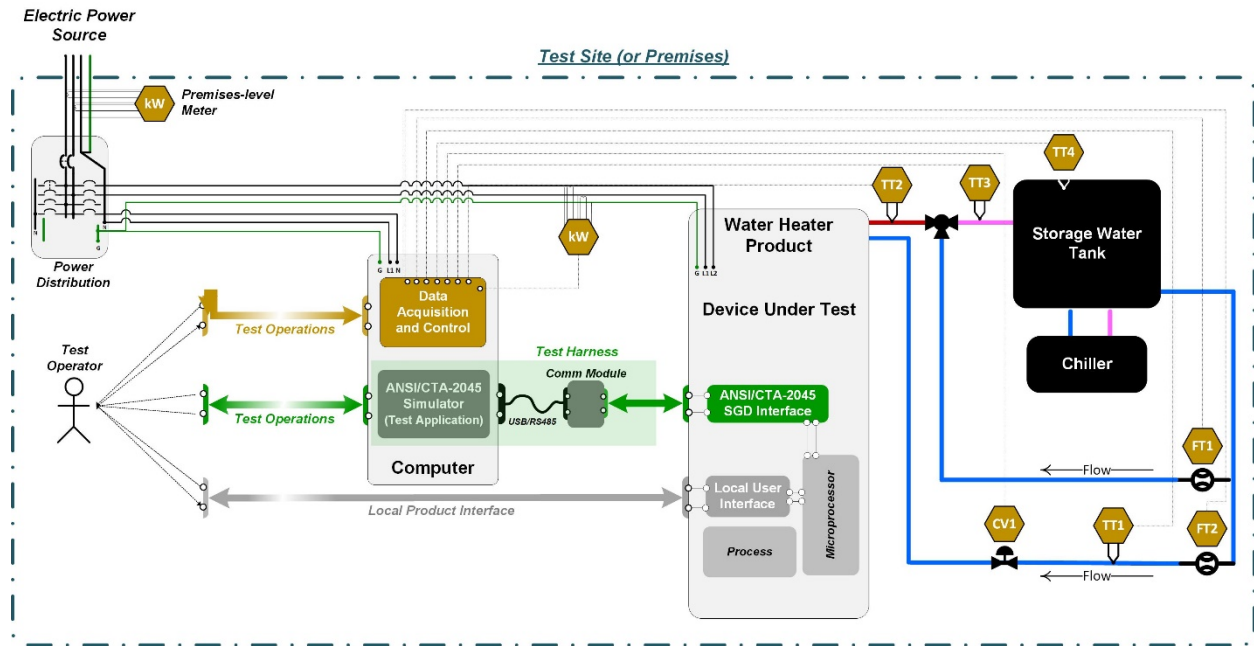 Electric Power
Source
Test Site (or Premises)
kW
Premises-level
Meter
N
N
G
Power
Distribution
TT4
TT2
TT3
kW
Water Heater
Product
Storage Water
Tank
G L1 N
G L1 L2
Data
Acquisition
and Control
Test Operations
Device Under Test
Chiller
Test
Operator
Test Harness
Comm Module
ANSI/CTA-2045
Simulator
(Test Application)
USB/RS485
Test Operations
ANSI/CTA-2045
SGD Interface
Computer
FT1
Flow
Local User
Interface
Local Product Interface
Microprocessor
Process
CV1
TT1
FT2
Flow